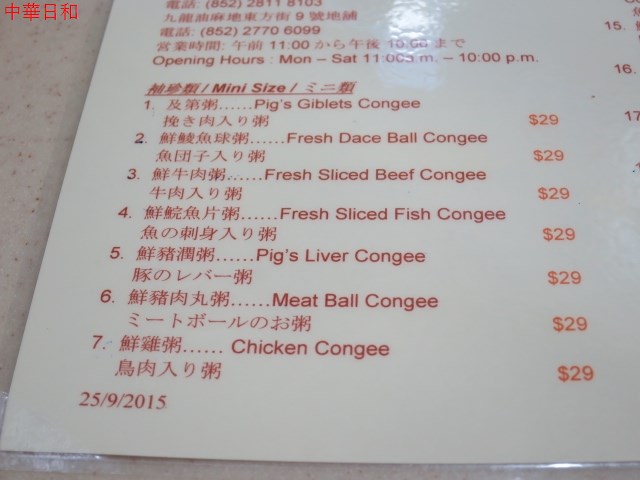 中華日和
電話: (852) 2811 8103
九龍油麻地東方街 9 號地舖
電話: (852) 2770 6099
営業時間: 午前 11:00 から午後 10:00 まで
Opening Hours : Mon – Sat 11:00 a.m. – 10:00 p.m.
袖珍類 / Mini Size / ミニ類
1. 及第粥......Pig's Giblets Congee
挽き肉入り粥 $29
2. 鮮鯪魚球粥......Fresh Dace Ball Congee
魚団子入り粥 $29
3. 鮮牛肉粥......Fresh Sliced Beef Congee
牛肉入り粥 $29
4. 鮮鯇魚片粥......Fresh Sliced Fish Congee
魚の刺身入り粥 $29
5. 鮮豬潤粥......Pig's Liver Congee
豚のレバー粥 $29
6. 鮮豬肉丸粥......Meat Ball Congee
ミートボールのお粥 $29
7. 鮮雞粥...... Chicken Congee
鳥肉入り粥 $29
25/9/2015
15.
16.
17